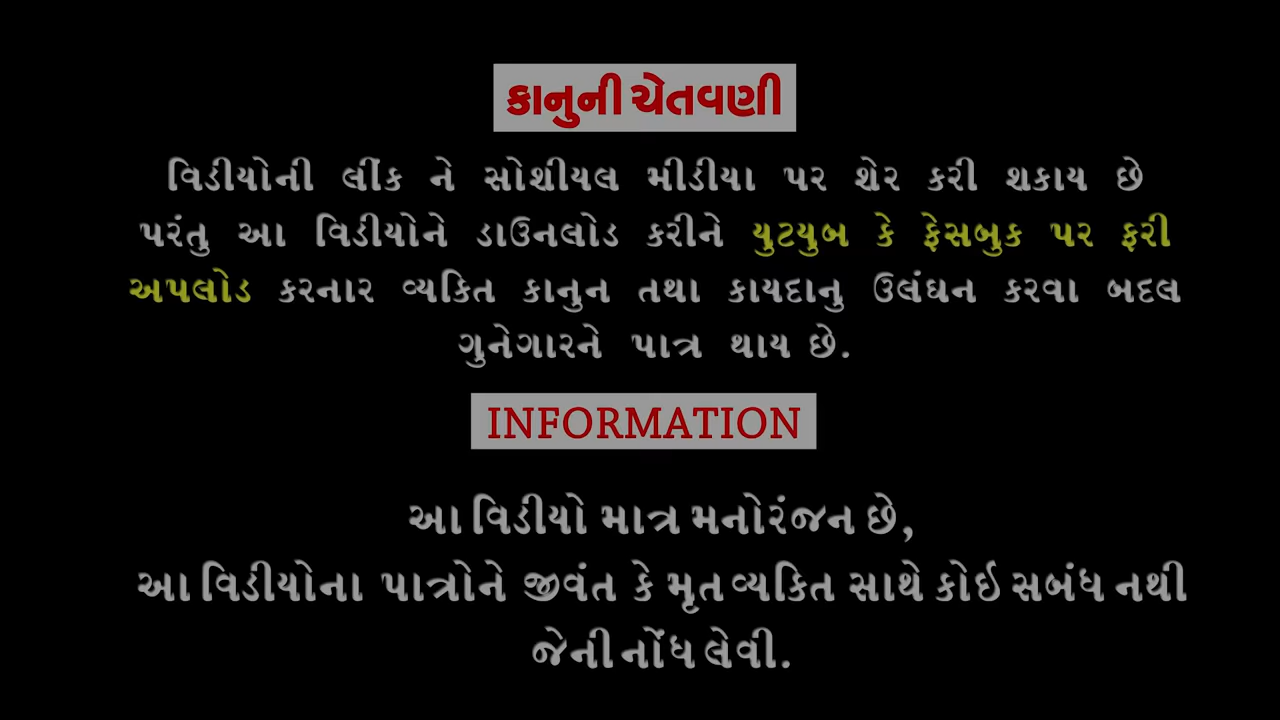 કાનુની ચેતવણી
વિડીયોની લીંક ને સોશીયલ મીડીયા પર શેર કરી શકાય છે
પરંતુ આ વિડીયોને ડાઉનલોડ કરીને યુટયુબ કે ફેસબુક પર ફરી
અપલોડ કરનાર વ્યકિત કાનુન તથા કાયદાનુ ઉલંઘન કરવા બદલ
ગુનેગારને પાત્ર થાય છે.
INFORMATION
આ વિડીયો માત્ર મનોરંજન છે,
આ વિડીયોના પાત્રોને જીવંત કે મૃત વ્યકિત સાથે કોઇ સબંધ નથી
જેની નોંધ લેવી.